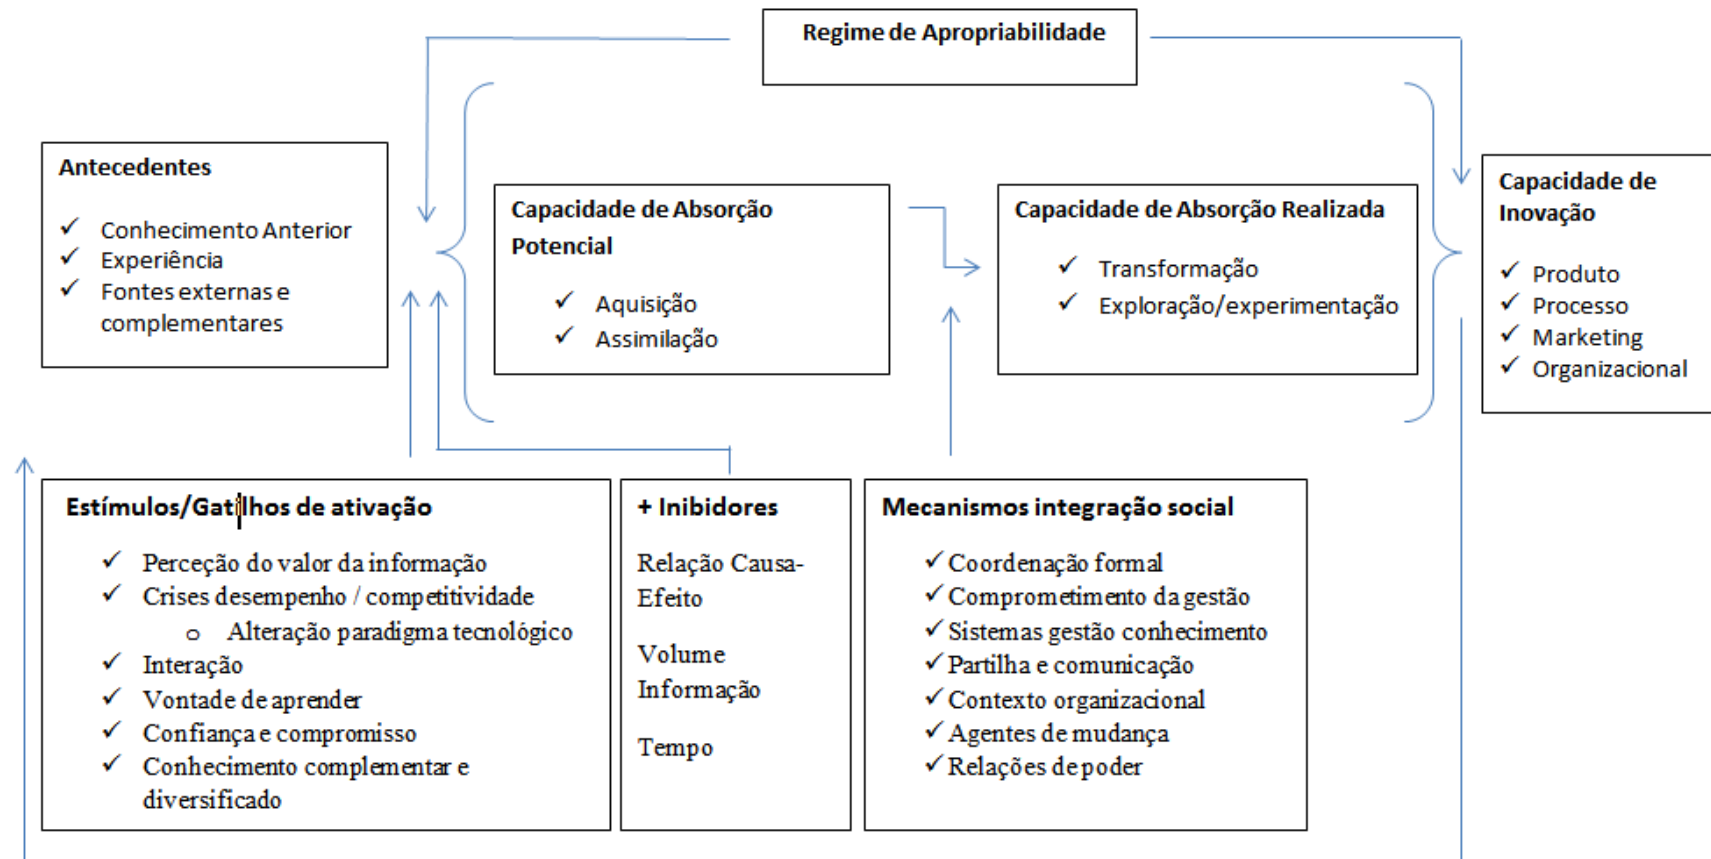 Regime de Apropriabilidade
Antecedentes
Conhecimento Anterior
Experiência
Fontes externas e
complementares
Capacidade de Absorção
Potencial
Aquisição
Assimilação
Capacidade de Absorção Realizada
Transformação
Exploração/experimentação
Capacidade de
Inovação
Produto
Processo
Marketing
Organizacional
Estímulos/Gatilhos de ativação
Perceção do valor da informação
Crises desempenho / competitividade
o Alteração paradigma tecnológico
Interação
Vontade de aprender
Confiança e compromisso
Conhecimento complementar e
diversificado
+ Inibidores
Relação Causa-
Efeito
Volume
Informação
Tempo
Mecanismos integração social
Coordenação formal
Comprometimento da gestão
Sistemas gestão conhecimento
Partilha e comunicação
Contexto organizacional
Agentes de mudança
Relações de poder